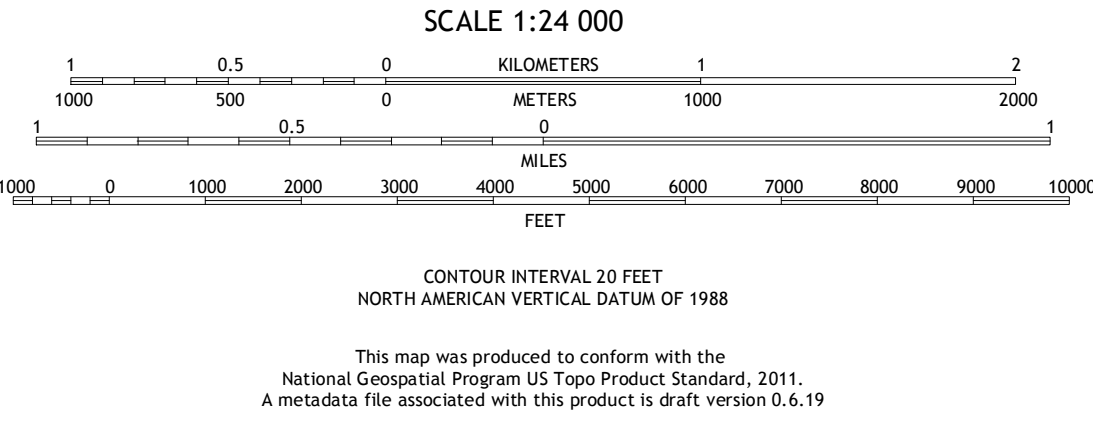 SCALE 1:24 000
1 0.5 0 KILOMETERS 1 2
1000 500 0 METERS 1000 2000
1 0.5 0 1
MILES
1000 0 1000 2000 3000 4000 5000 6000 7000 8000 9000 10000
FEET
CONTOUR INTERVAL 20 FEET
NORTH AMERICAN VERTICAL DATUM OF 1988
This map was produced to conform with the
National Geospatial Program US Topo Product Standard, 2011.
A metadata file associated with this product is draft version 0.6.19